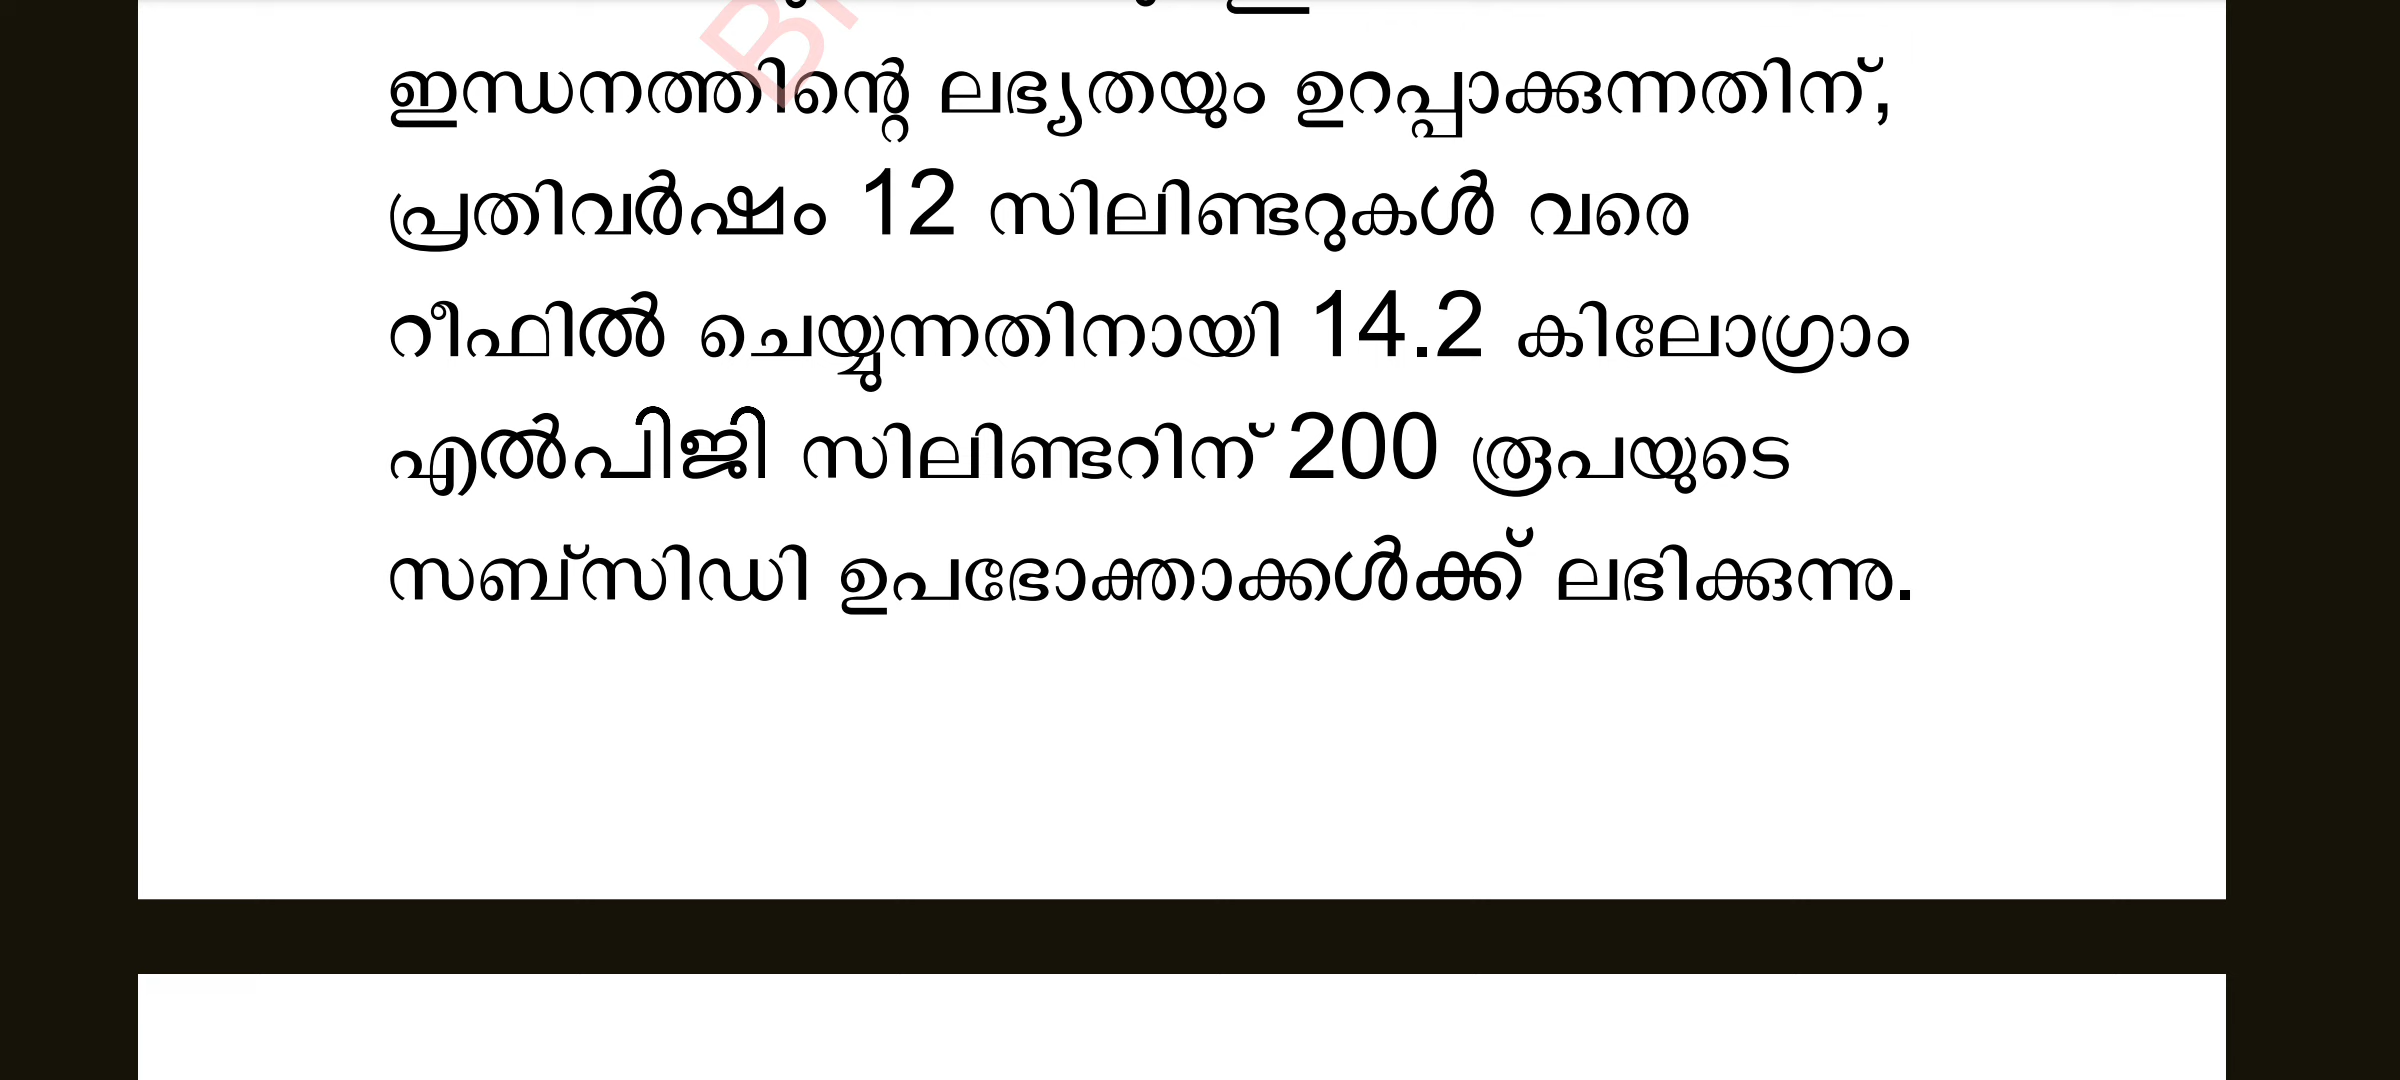 ഇന്ധനത്തിന്റെ ലഭ്യതയും ഉറപ്പാക്കുന്നതിന്,
പ്രതിവർഷം 12 സിലിണ്ടറുകൾ വരെ
റീഫിൽ ചെയ്യുന്നതിനായി 14.2 കിലോഗ്രാം
എൽപിജി സിലിണ്ടറിന് 200 രൂപയുടെ
സബ്സിഡി ഉപഭോക്താക്കൾക്ക് ലഭിക്കുന്നു.